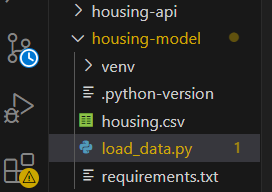 housing-api
housing-model
venv
.python-version
housing.csv
load_data.py 1
requirements.txt